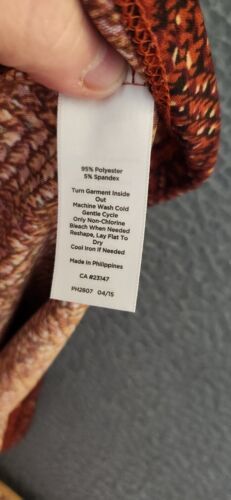 95% Polyester
5% Spandex
Turn Garment Inside
Out
Machine Wash Cold
Gentle Cycle
Only Non-Chlorine
Bleach When Needed
Reshape, Lay Flat To
Dry
Cool Iron if Needed
Made in Philippines
CA #23147
PH2807 04/15